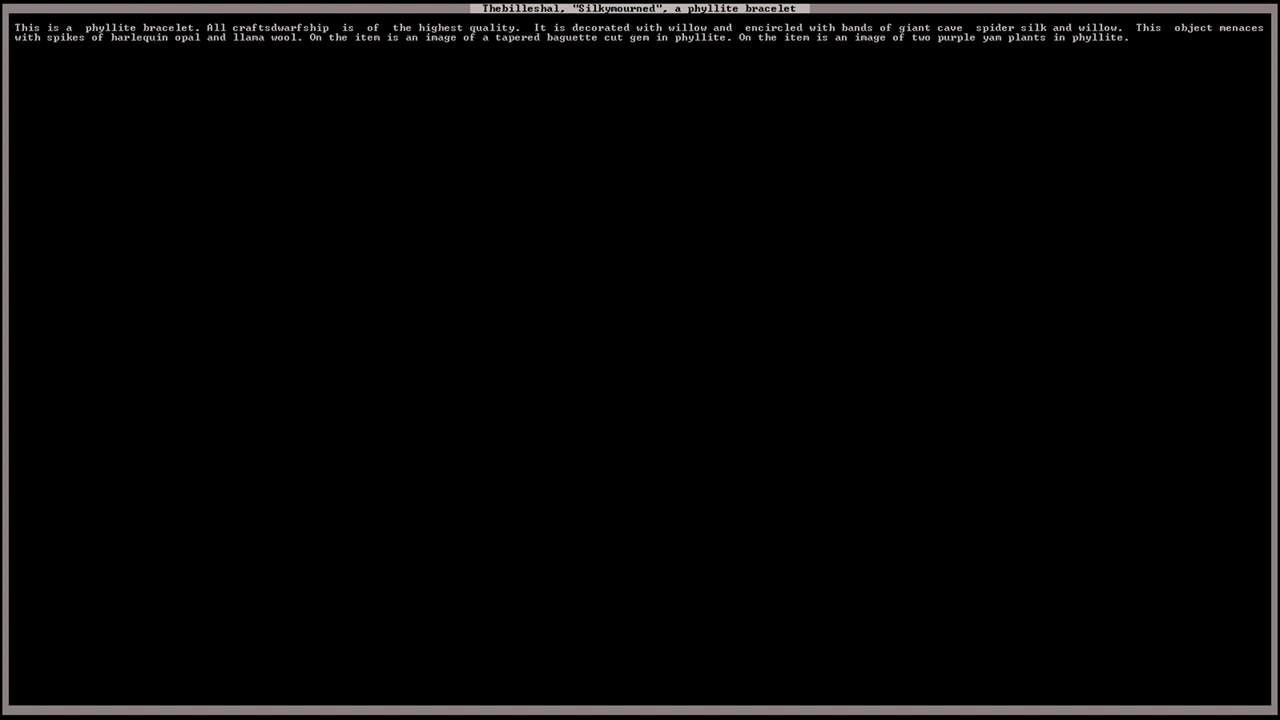 Thebilleshal, "Silkymourned", a phyllite bracelet
This is a phyllite bracelet. All craftsdwarfship is of the highest quality. It is decorated with willow and encircled with bands of giant cave spider silk and willow. This object menaces
with spikes of harlequin opal and llama wool. On the item is an image of a tapered baguette cut gem in phyllite. On the item is an image of two purple yam plants in phyllite.